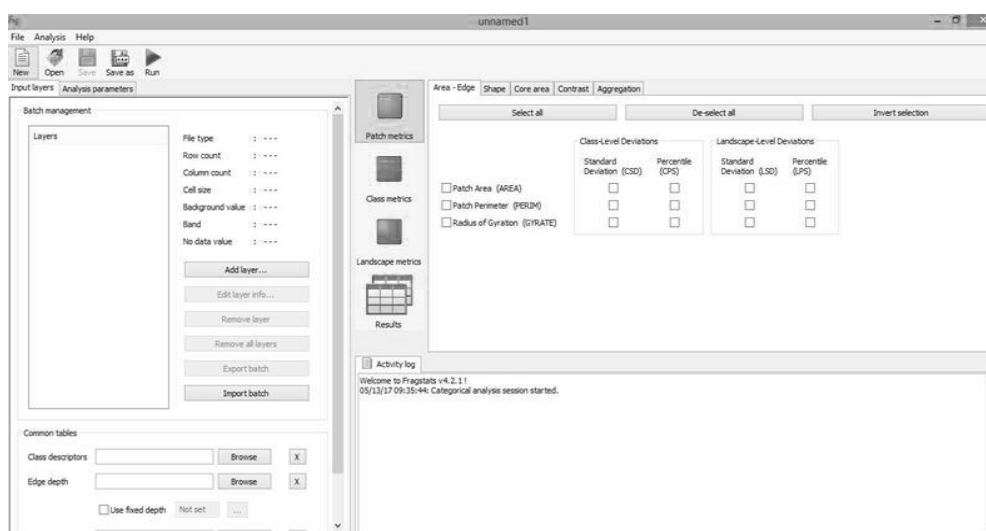 unnamed1
File Analysis Help
New Open Save Save as Run
Input layers Analysis parameters
Batch management
Layers
File type : ---
Row count : ---
Column count : ---
Cell size : ---
Background value : ---
Band : ---
No data value : ---
Add layer...
Edit layer info...
Remove layer
Remove all layers
Export batch
Import batch
Common tables
Class descriptors Browse X
Edge depth Browse X
Use fixed depth Not set ...
Patch metrics
Class metrics
Landscape metrics
Results
Area - Edge Shape Core area Contrast Aggregation
Select all De-select all Invert selection
Class-Level Deviations Landscape-Level Deviations
Standard Percentile Standard Percentile
Deviation (CSD) (CPS) Deviation (LSD) (LPS)
Patch Area (AREA)
Patch Perimeter (PERIM)
Radius of Gyration (GYRATE)
Activity log
Welcome to Fragstats v4.2.1!
05/13/17 09:35:44: Categorical analysis session started.